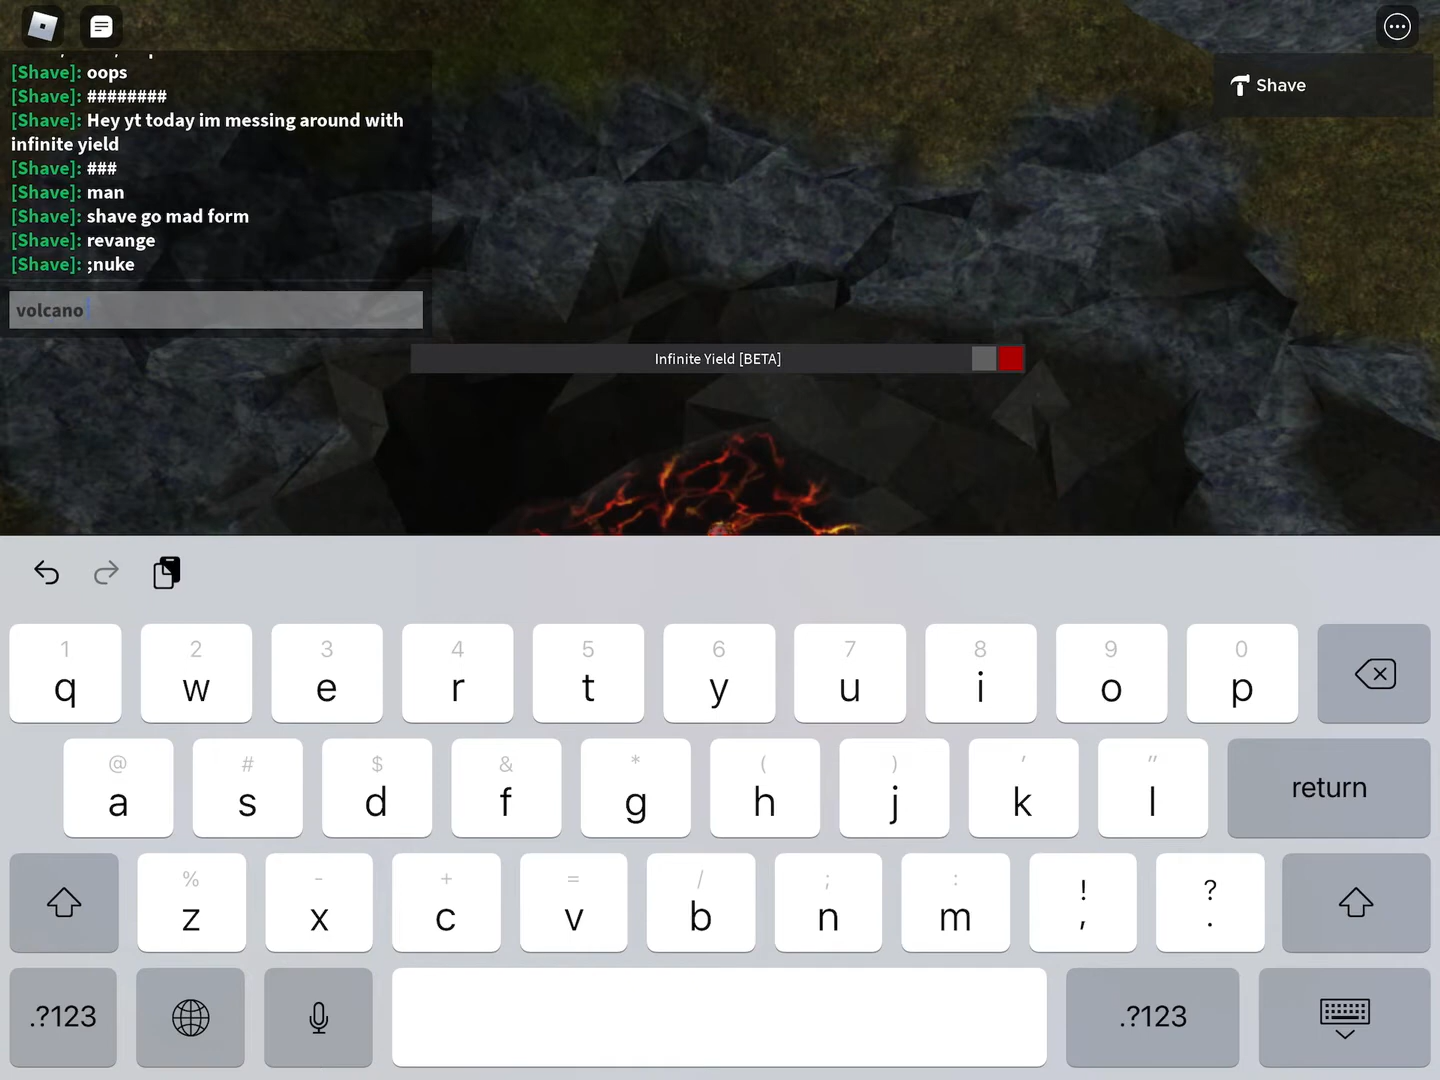 [Shave]: oops
[Shave]: ########
[Shave]: Hey yt today im messing around with
infinite yield
[Shave]: ###
[Shave]: man
[Shave]: shave go mad form
[Shave]: revange
[Shave]: ;nuke
volcano
Shave
Infinite Yield [BETA]
1 2 3 4 5 6 7 8 9 0
q w e r t y u i o p
@ # $ & * ( ) ' "
a s d f g h j k l return
% - + = / ; : ! ?
z x c v b n m , .
.?123 .?123